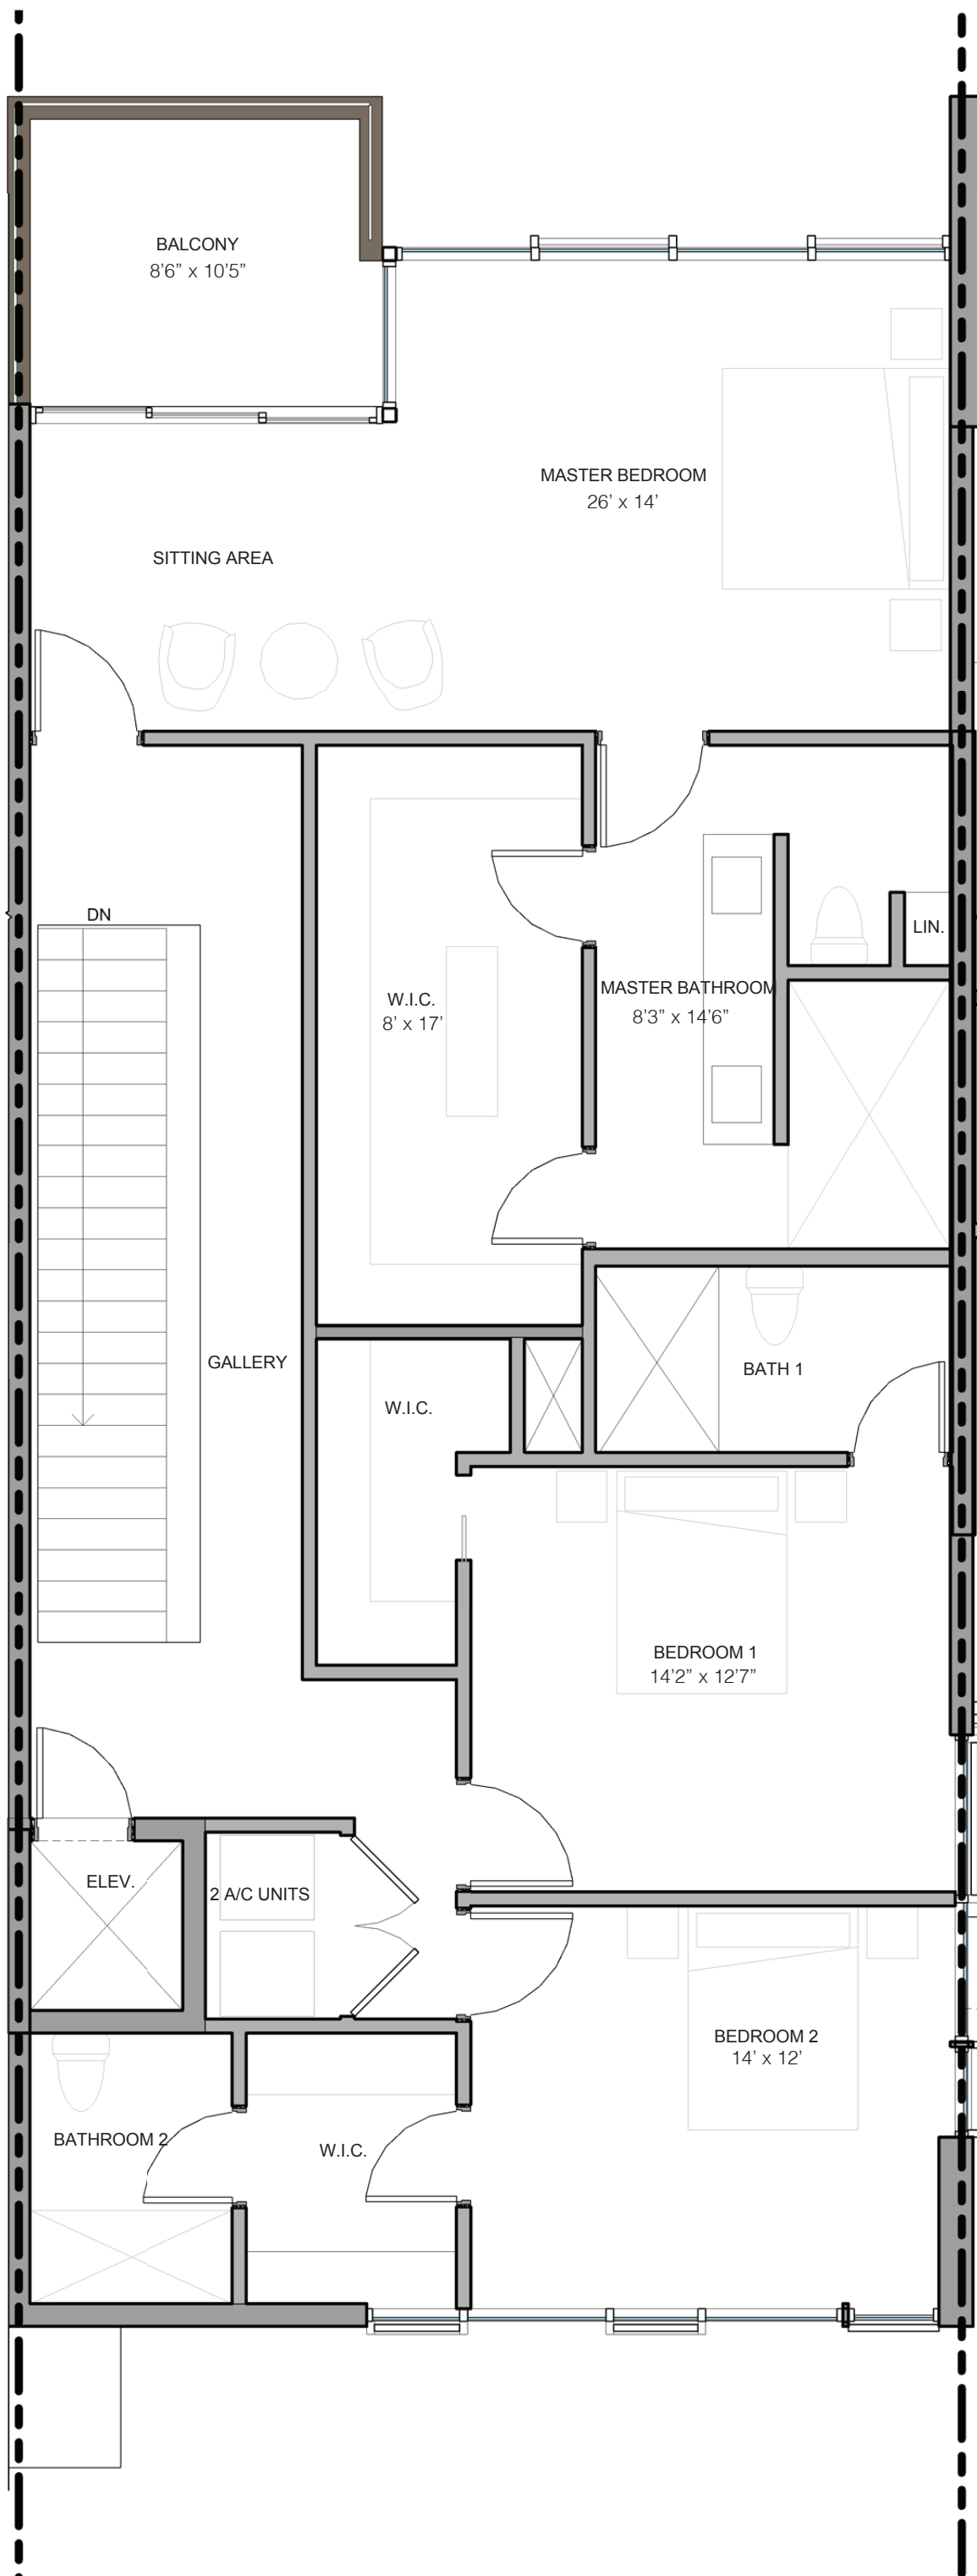 BALCONY
8'6” x 10'5”
MASTER BEDROOM
26’ x 14’
SITTING AREA
DN
LIN.
W.I.C.
8’ x 17’
MASTER BATHROOM
8’3” x 14’6”
GALLERY
BATH 1
W.I.C.
BEDROOM 1
14’2” x 12’7”
ELEV.
2 A/C UNITS
BEDROOM 2
14’ x 12’
BATHROOM 2
W.I.C.